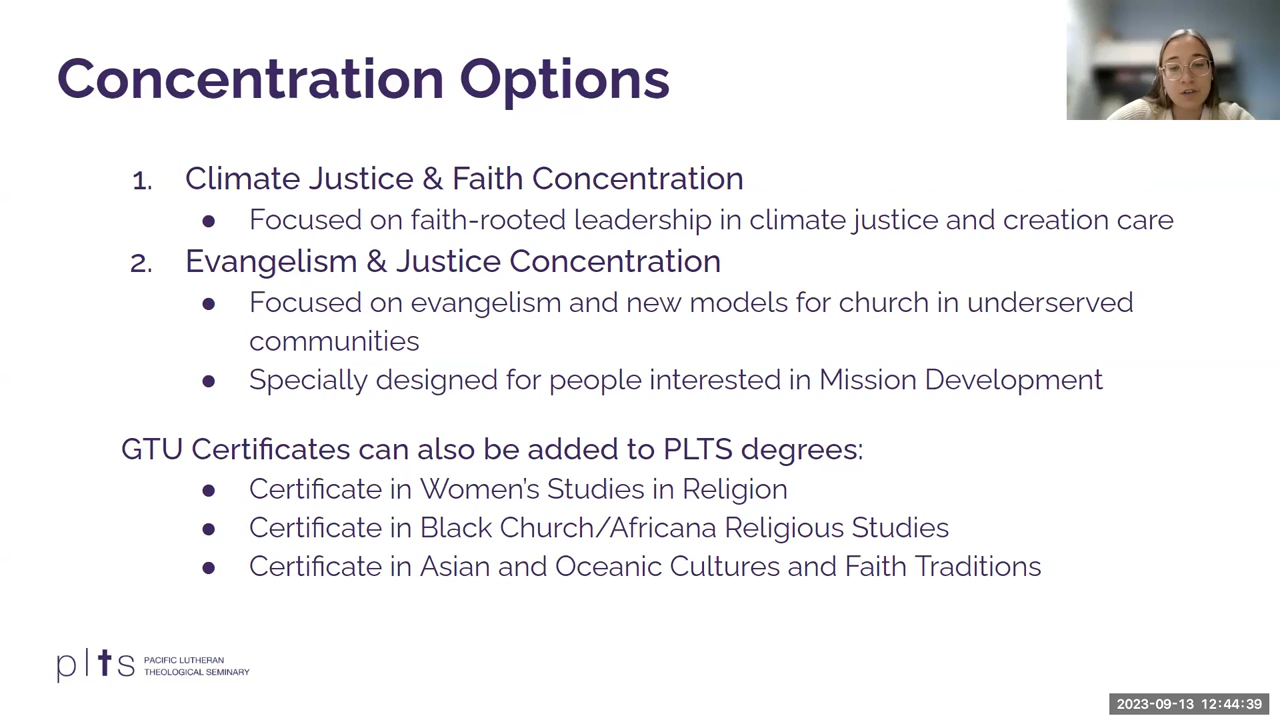 Concentration Options
1. Climate Justice & Faith Concentration
● Focused on faith-rooted leadership in climate justice and creation care
2. Evangelism & Justice Concentration
● Focused on evangelism and new models for church in underserved
communities
● Specially designed for people interested in Mission Development
GTU Certificates can also be added to PLTS degrees:
● Certificate in Women’s Studies in Religion
● Certificate in Black Church/Africana Religious Studies
● Certificate in Asian and Oceanic Cultures and Faith Traditions
plts
PACIFIC LUTHERAN
THEOLOGICAL SEMINARY
2023-09-13 12:44:39